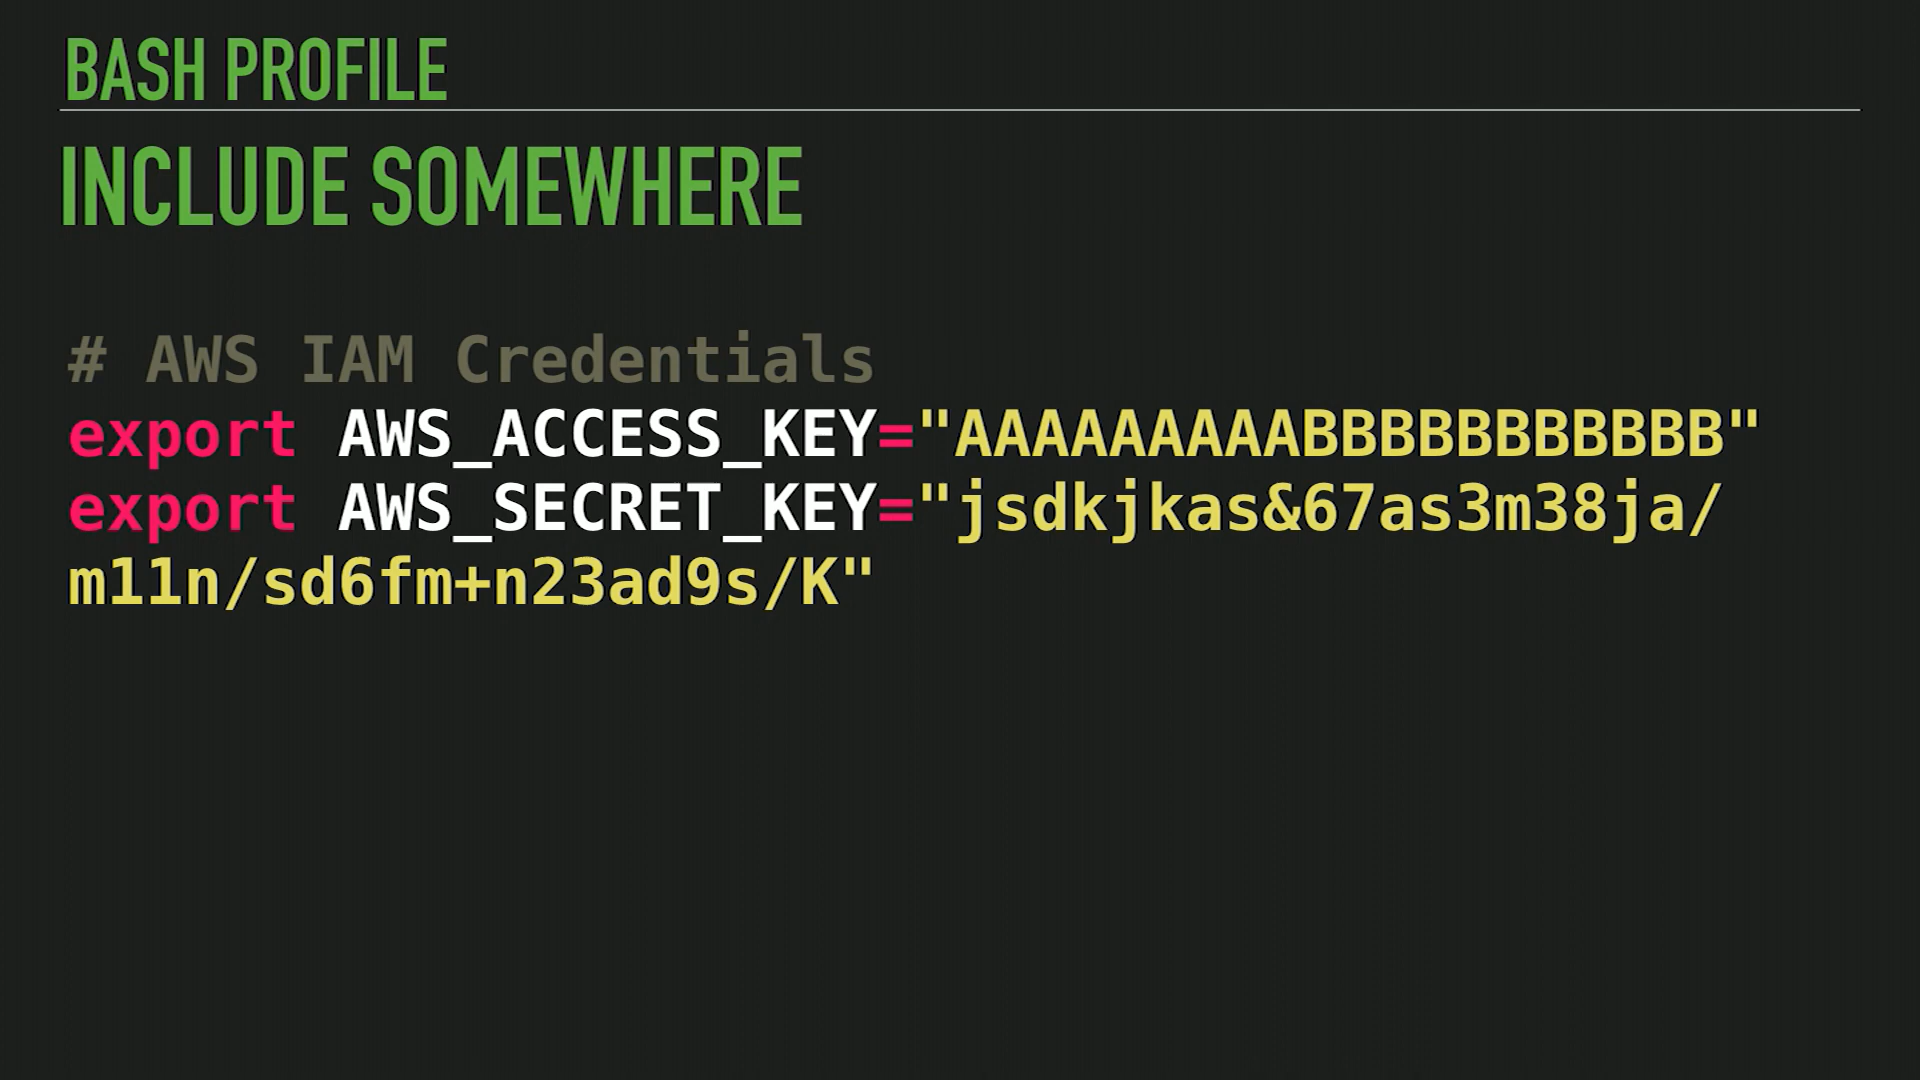 BASH PROFILE
INCLUDE SOMEWHERE
# AWS IAM Credentials
export AWS_ACCESS_KEY="AAAAAAAAABBBBBBBBBBB"
export AWS_SECRET_KEY="jsdkjkas&67as3m38ja/
m11n/sd6fm+n23ad9s/K"